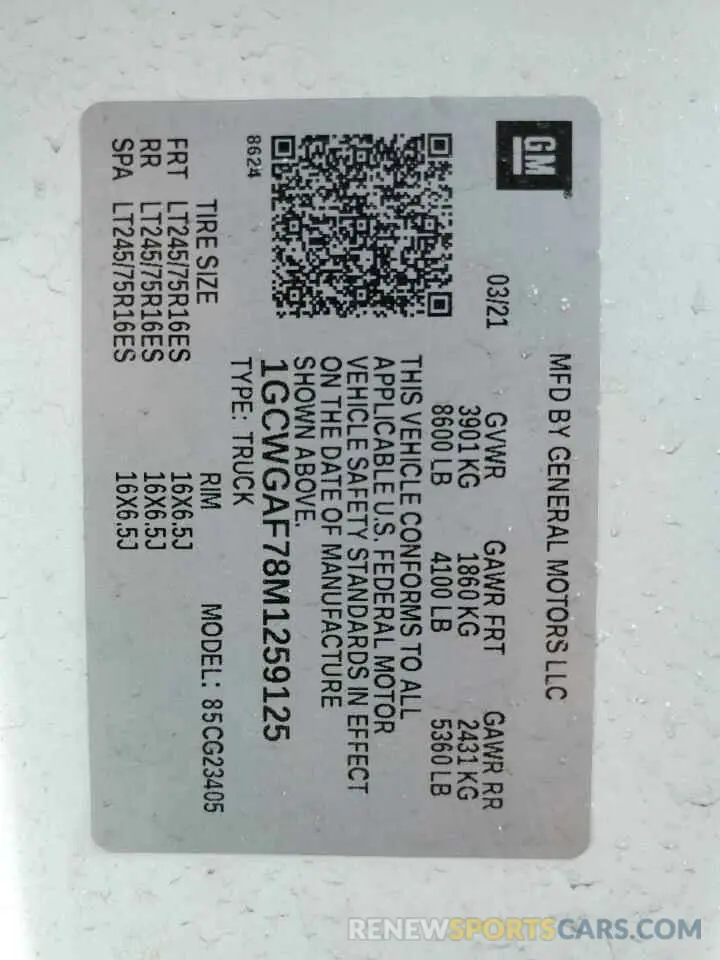 GM
MFD BY GENERAL MOTORS LLC
03/21
GVWR GAWR FRT GAWR RR
3901 KG 1860 KG 2431 KG
8600 LB 4100 LB 5360 LB
THIS VEHICLE CONFORMS TO ALL
APPLICABLE U.S. FEDERAL MOTOR
VEHICLE SAFETY STANDARDS IN EFFECT
ON THE DATE OF MANUFACTURE
SHOWN ABOVE.
1GCWGAF78M1259125
TYPE: TRUCK
8624
MODEL: 85CG23405
TIRE SIZE RIM
FRT LT245/75R16ES 16X6.5J
RR LT245/75R16ES 16X6.5J
SPA LT245/75R16ES 16X6.5J
RENEWSPORTSCARS.COM